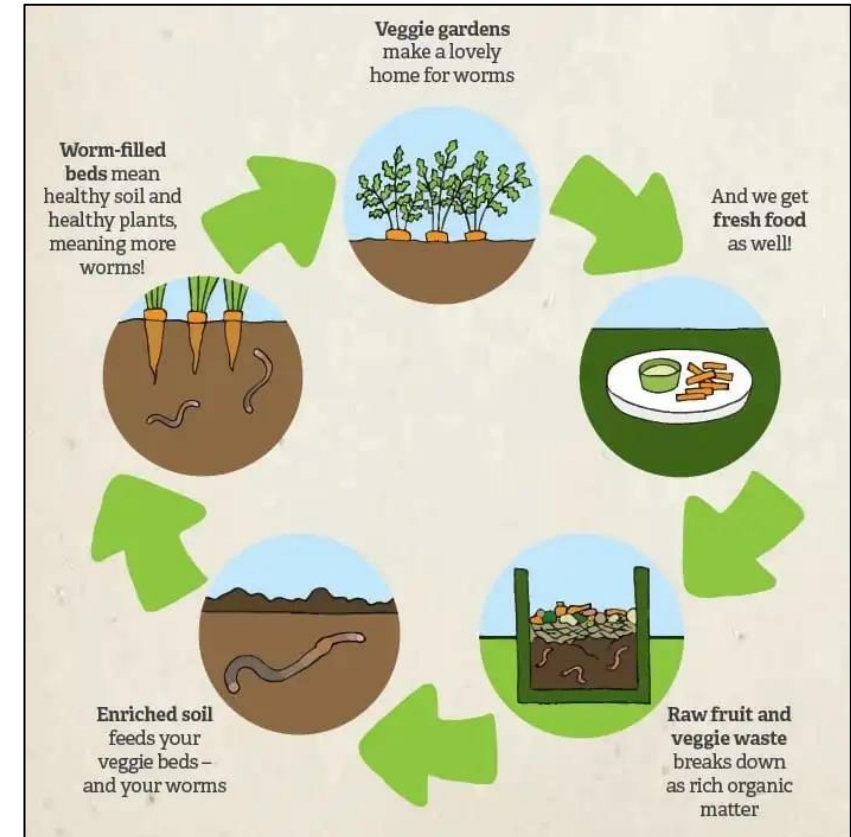 Veggie gardens
make a lovely
home for worms
And we get
fresh food
as well!
Raw fruit and
veggie waste
breaks down
as rich organic
matter
Enriched soil
feeds your
veggie beds –
and your worms
Worm-filled
beds mean
healthy soil and
healthy plants,
meaning more
worms!